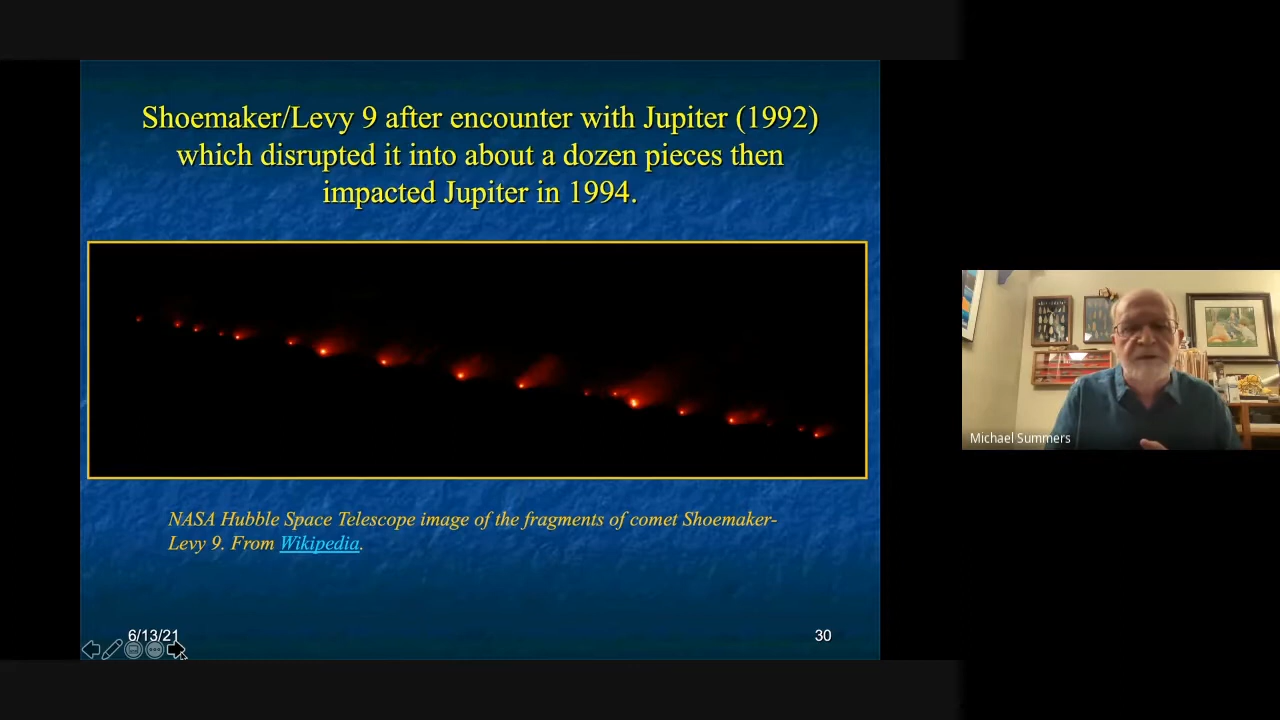 Shoemaker/Levy 9 after encounter with Jupiter (1992)
which disrupted it into about a dozen pieces then
impacted Jupiter in 1994.
NASA Hubble Space Telescope image of the fragments of comet Shoemaker-
Levy 9. From Wikipedia.
6/13/21
30
Michael Summers